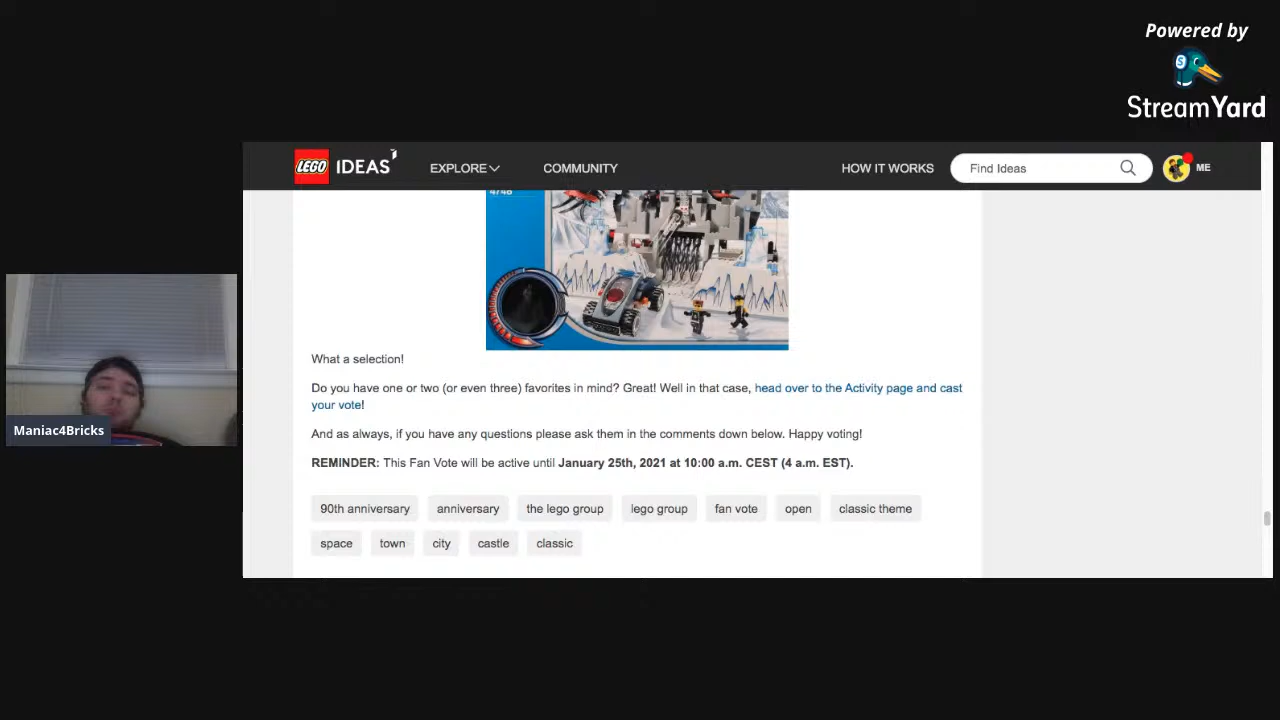 Powered by
StreamYard
LEGO IDEAS EXPLORE COMMUNITY HOW IT WORKS Find Ideas ME
What a selection!
Do you have one or two (or even three) favorites in mind? Great! Well in that case, head over to the Activity page and cast
your vote!
And as always, if you have any questions please ask them in the comments down below. Happy voting!
REMINDER: This Fan Vote will be active until January 25th, 2021 at 10:00 a.m. CEST (4 a.m. EST).
90th anniversary anniversary the lego group lego group fan vote open classic theme
space town city castle classic
Maniac4Bricks